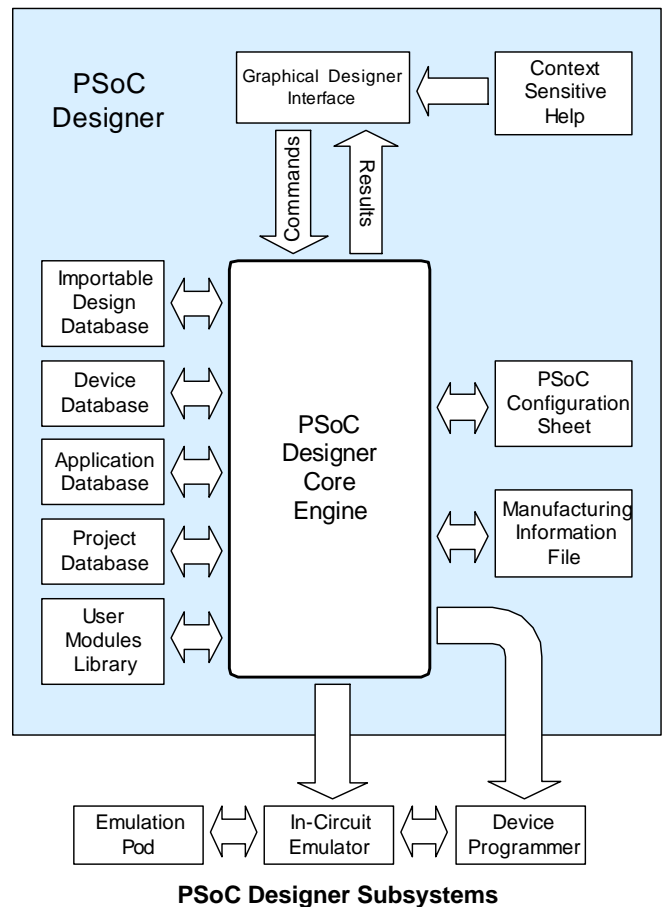 PSoC
Designer
Graphical Designer
Interface
Context
Sensitive
Help
Commands
Results
Importable
Design
Database
Device
Database
Application
Database
Project
Database
User
Modules
Library
PSoC
Designer
Core
Engine
PSoC
Configuration
Sheet
Manufacturing
Information
File
Emulation
Pod
In-Circuit
Emulator
Device
Programmer
PSoC Designer Subsystems